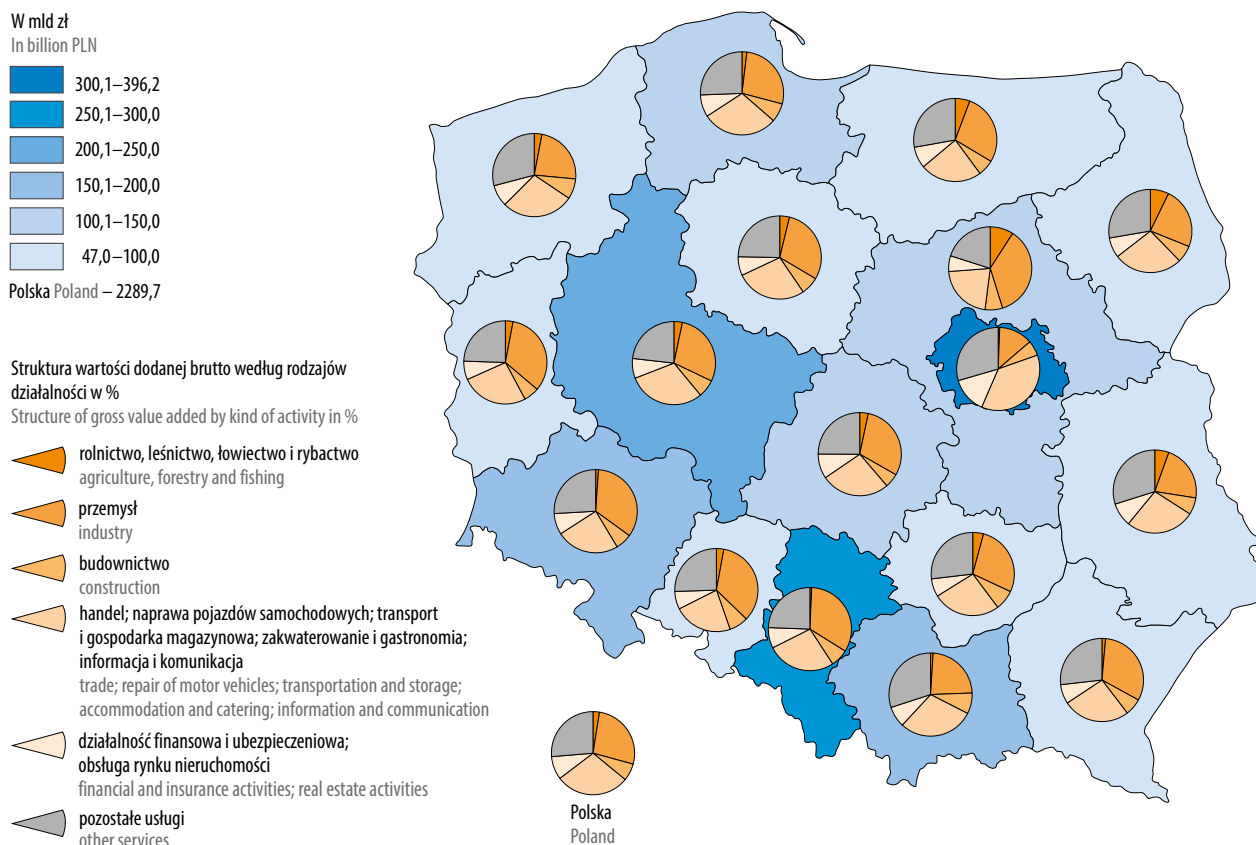 W mld zł
In billion PLN
300,1–396,2
250,1–300,0
200,1–250,0
150,1–200,0
100,1–150,0
47,0–100,0
Polska Poland – 2289,7
Struktura wartości dodanej brutto według rodzajów
działalności w %
Structure of gross value added by kind of activity in %
rolnictwo, leśnictwo, łowiectwo i rybactwo
agriculture, forestry and fishing
przemysł
industry
budownictwo
construction
handel; naprawa pojazdów samochodowych; transport
i gospodarka magazynowa; zakwaterowanie i gastronomia;
informacja i komunikacja
trade; repair of motor vehicles; transportation and storage;
accommodation and catering; information and communication
działalność finansowa i ubezpieczeniowa;
obsługa rynku nieruchomości
financial and insurance activities; real estate activities
pozostałe usługi
other services
Polska
Poland